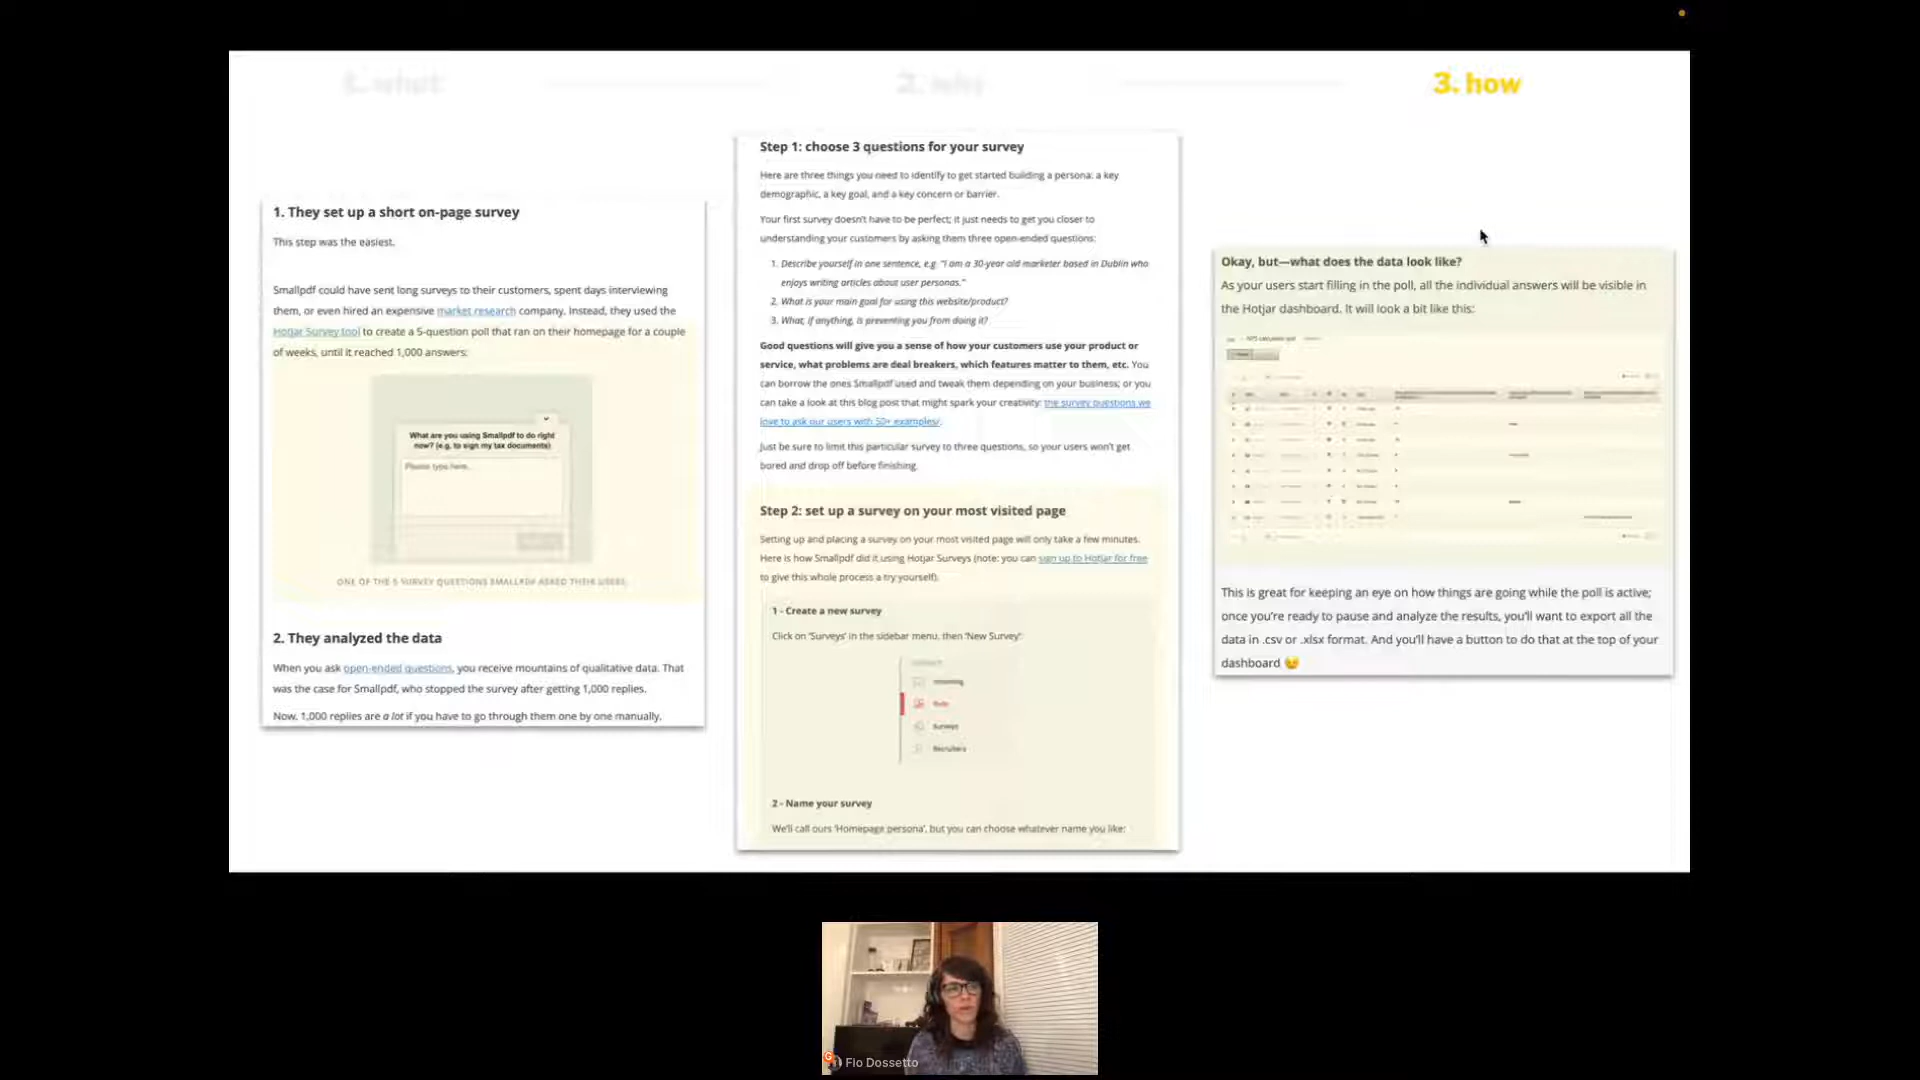 1. what
2. why
3. how
1. They set up a short on-page survey
This step was the easiest.
Smallpdf could have sent long surveys to their customers, spent days interviewing
them, or even hired an expensive market research company. Instead, they used the
Hotjar Survey tool to create a 5-question poll that ran on their homepage for a couple
of weeks, until it reached 1,000 answers:
What are you using Smallpdf to do right
now? (e.g. to sign my tax documents)
Please type here...
ONE OF THE 5 SURVEY QUESTIONS SMALLPDF ASKED THEIR USERS.
2. They analyzed the data
When you ask open-ended questions, you receive mountains of qualitative data. That
was the case for Smallpdf, who stopped the survey after getting 1,000 replies.
Now, 1,000 replies are a lot if you have to go through them one by one manually.
Step 1: choose 3 questions for your survey
Here are three things you need to identify to get started building a persona: a key
demographic, a key goal, and a key concern or barrier.
Your first survey doesn't have to be perfect; it just needs to get you closer to
understanding your customers by asking them three open-ended questions:
1. Describe yourself in one sentence, e.g. "I am a 30-year old marketer based in Dublin who
enjoys writing articles about user personas."
2. What is your main goal for using this website/product?
3. What, if anything, is preventing you from doing it?
Good questions will give you a sense of how your customers use your product or
service, what problems are deal breakers, which features matter to them, etc. You
can borrow the ones Smallpdf used and tweak them depending on your business; or you
can take a look at this blog post that might spark your creativity: the survey questions we
love to ask our users with 50+ examples/.
Just be sure to limit this particular survey to three questions, so your users won't get
bored and drop off before finishing.
Step 2: set up a survey on your most visited page
Setting up and placing a survey on your most visited page will only take a few minutes.
Here is how Smallpdf did it using Hotjar Surveys (note: you can sign up to Hotjar for free
to give this whole process a try yourself).
1 - Create a new survey
Click on 'Surveys' in the sidebar menu, then 'New Survey':
Incoming
Polls
Surveys
Recruiters
2 - Name your survey
We'll call ours 'Homepage persona', but you can choose whatever name you like:
Okay, but—what does the data look like?
As your users start filling in the poll, all the individual answers will be visible in
the Hotjar dashboard. It will look a bit like this:
This is great for keeping an eye on how things are going while the poll is active;
once you're ready to pause and analyze the results, you'll want to export all the
data in .csv or .xlsx format. And you'll have a button to do that at the top of your
dashboard 😉
Flo Dossetto